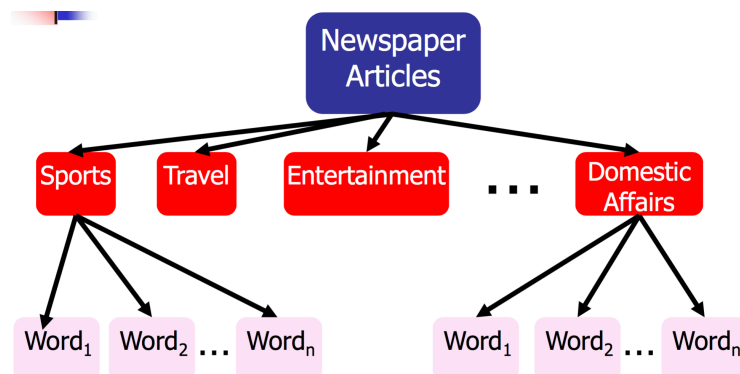 Newspaper
Articles
Sports
Travel
Entertainment
...
Domestic
Affairs
Word₁
Word₂
...
Wordₙ
Word₁
Word₂
...
Wordₙ